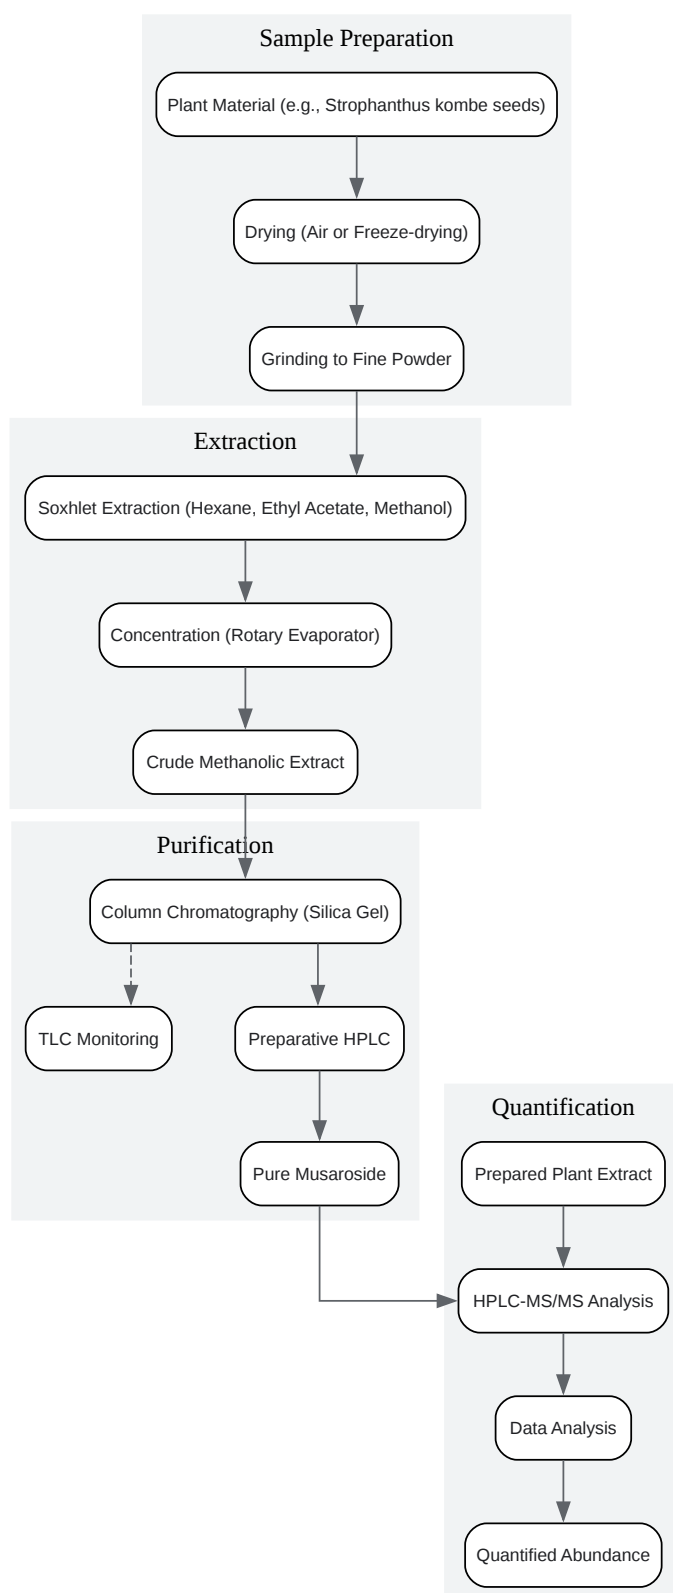 Sample Preparation
Plant Material (e.g., Strophanthus kombe seeds)
Drying (Air or Freeze-drying)
Grinding to Fine Powder
Extraction
Soxhlet Extraction (Hexane, Ethyl Acetate, Methanol)
Concentration (Rotary Evaporator)
Crude Methanolic Extract
Purification
Column Chromatography (Silica Gel)
TLC Monitoring
Preparative HPLC
Pure Musaroside
Quantification
Prepared Plant Extract
HPLC-MS/MS Analysis
Data Analysis
Quantified Abundance